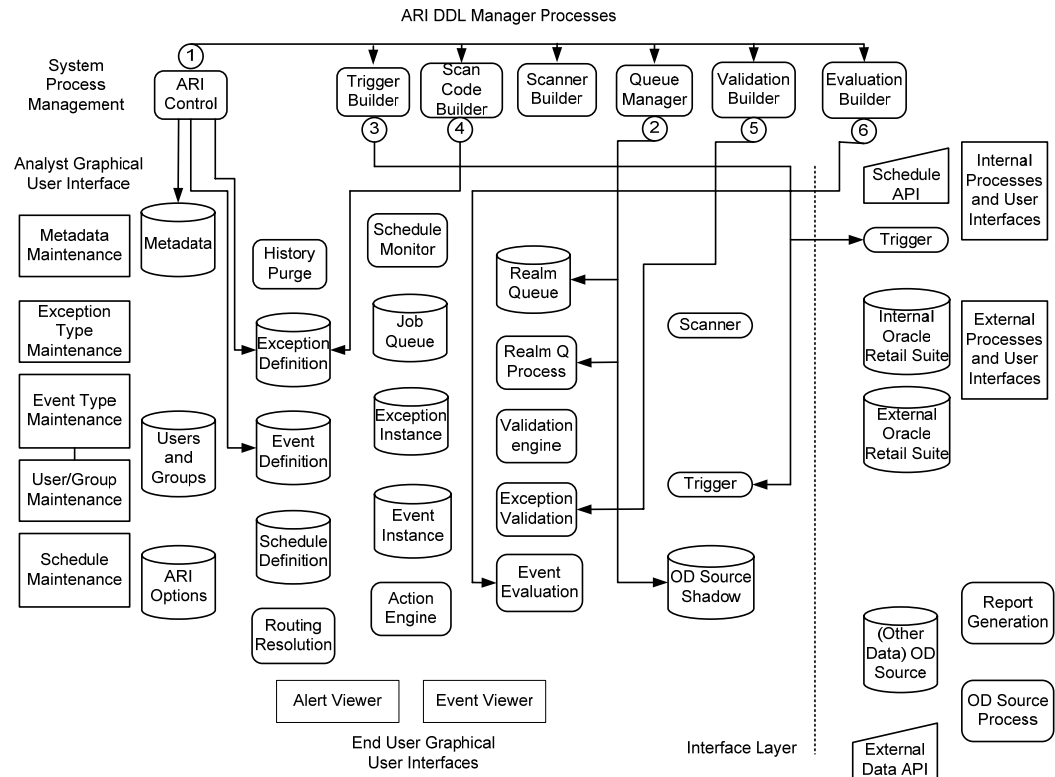 ARI DDL Manager Processes
System
Process
Management
1
ARI
Control
Trigger
Builder
3
Scan
Code
Builder
4
Scanner
Builder
Queue
Manager
2
Validation
Builder
5
Evaluation
Builder
6
Analyst Graphical
User Interface
Metadata
Maintenance
Exception
Type
Maintenance
Event Type
Maintenance
User/Group
Maintenance
Schedule
Maintenance
Metadata
Users
and
Groups
ARI
Options
History
Purge
Exception
Definition
Event
Definition
Schedule
Definition
Routing
Resolution
Schedule
Monitor
Job
Queue
Exception
Instance
Event
Instance
Action
Engine
Realm
Queue
Realm Q
Process
Validation
engine
Exception
Validation
Event
Evaluation
Scanner
Trigger
OD Source
Shadow
Schedule
API
Trigger
Internal
Oracle
Retail Suite
External
Oracle
Retail Suite
(Other
Data) OD
Source
External
Data API
Internal
Processes
and User
Interfaces
External
Processes
and User
Interfaces
Report
Generation
OD Source
Process
Alert Viewer
Event Viewer
End User Graphical
User Interfaces
Interface Layer